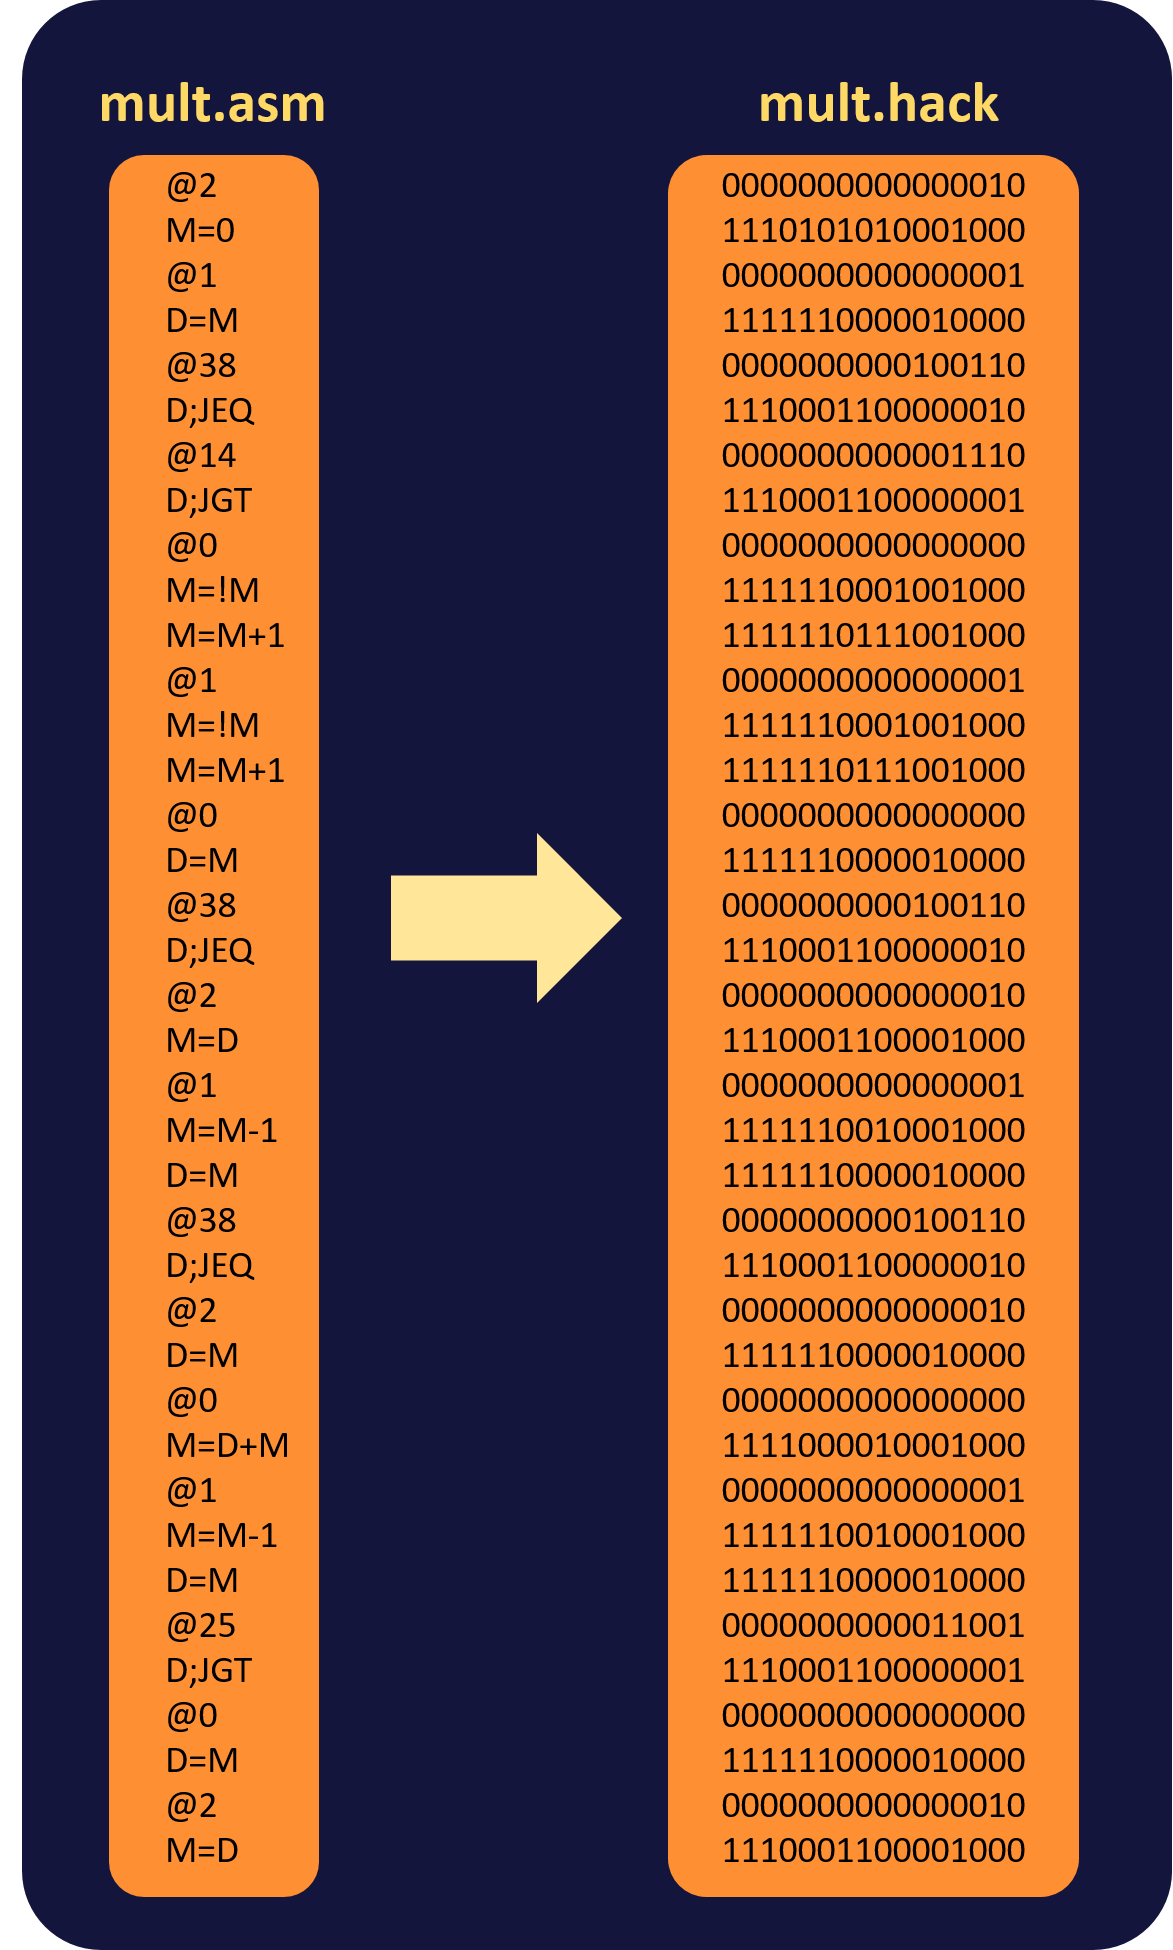 mult.asm mult.hack
@2 0000000000000010
M=0 1110101010001000
@1 0000000000000001
D=M 1111110000010000
@38 0000000000100110
D;JEQ 1110001100000010
@14 0000000000001110
D;JGT 1110001100000001
@0 0000000000000000
M=!M 1111110001001000
M=M+1 1111110111001000
@1 0000000000000001
M=!M 1111110001001000
M=M+1 1111110111001000
@0 0000000000000000
D=M 1111110000010000
@38 0000000000100110
D;JEQ 1110001100000010
@2 0000000000000010
M=D 1110001100001000
@1 0000000000000001
M=M-1 1111110010001000
D=M 1111110000010000
@38 0000000000100110
D;JEQ 1110001100000010
@2 0000000000000010
D=M 1111110000010000
@0 0000000000000000
M=D+M 1111000010001000
@1 0000000000000001
M=M-1 1111110010001000
D=M 1111110000010000
@25 0000000000011001
D;JGT 1110001100000001
@0 0000000000000000
D=M 1111110000010000
@2 0000000000000010
M=D 1110001100001000